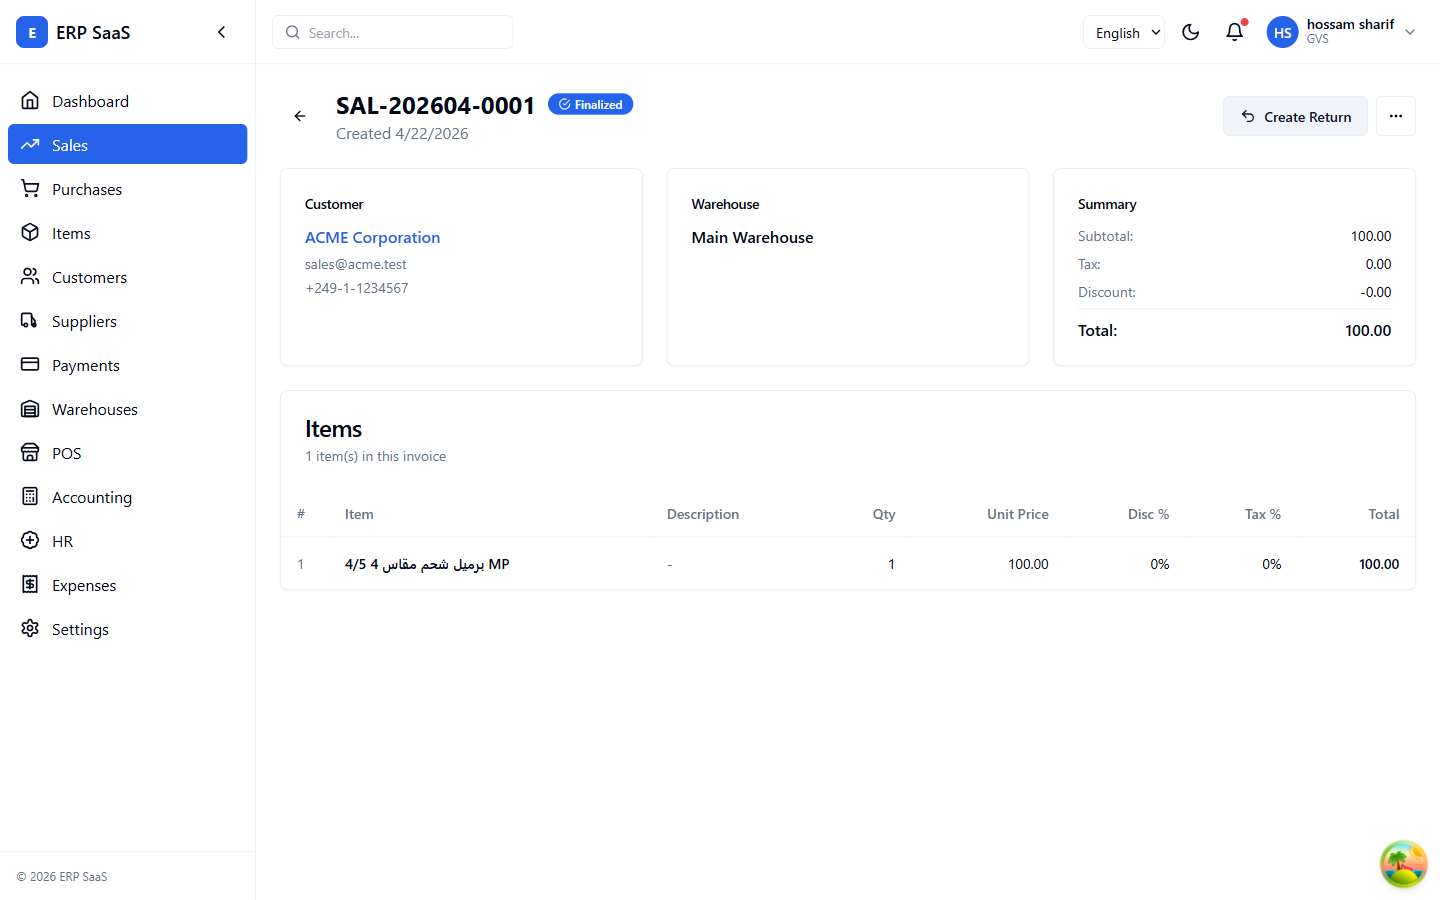 E ERP SaaS
Search...
English
HS
hossam sharif
GVS
Dashboard
Sales
Purchases
Items
Customers
Suppliers
Payments
Warehouses
POS
Accounting
HR
Expenses
Settings
© 2026 ERP SaaS
SAL-202604-0001 Finalized
Created 4/22/2026
Create Return
Customer
ACME Corporation
sales@acme.test
+249-1-1234567
Warehouse
Main Warehouse
Summary
Subtotal: 100.00
Tax: 0.00
Discount: -0.00
Total: 100.00
Items
1 item(s) in this invoice
# Item Description Qty Unit Price Disc % Tax % Total
1 برميل شحم مقاس 4 4/5 MP - 1 100.00 0% 0% 100.00